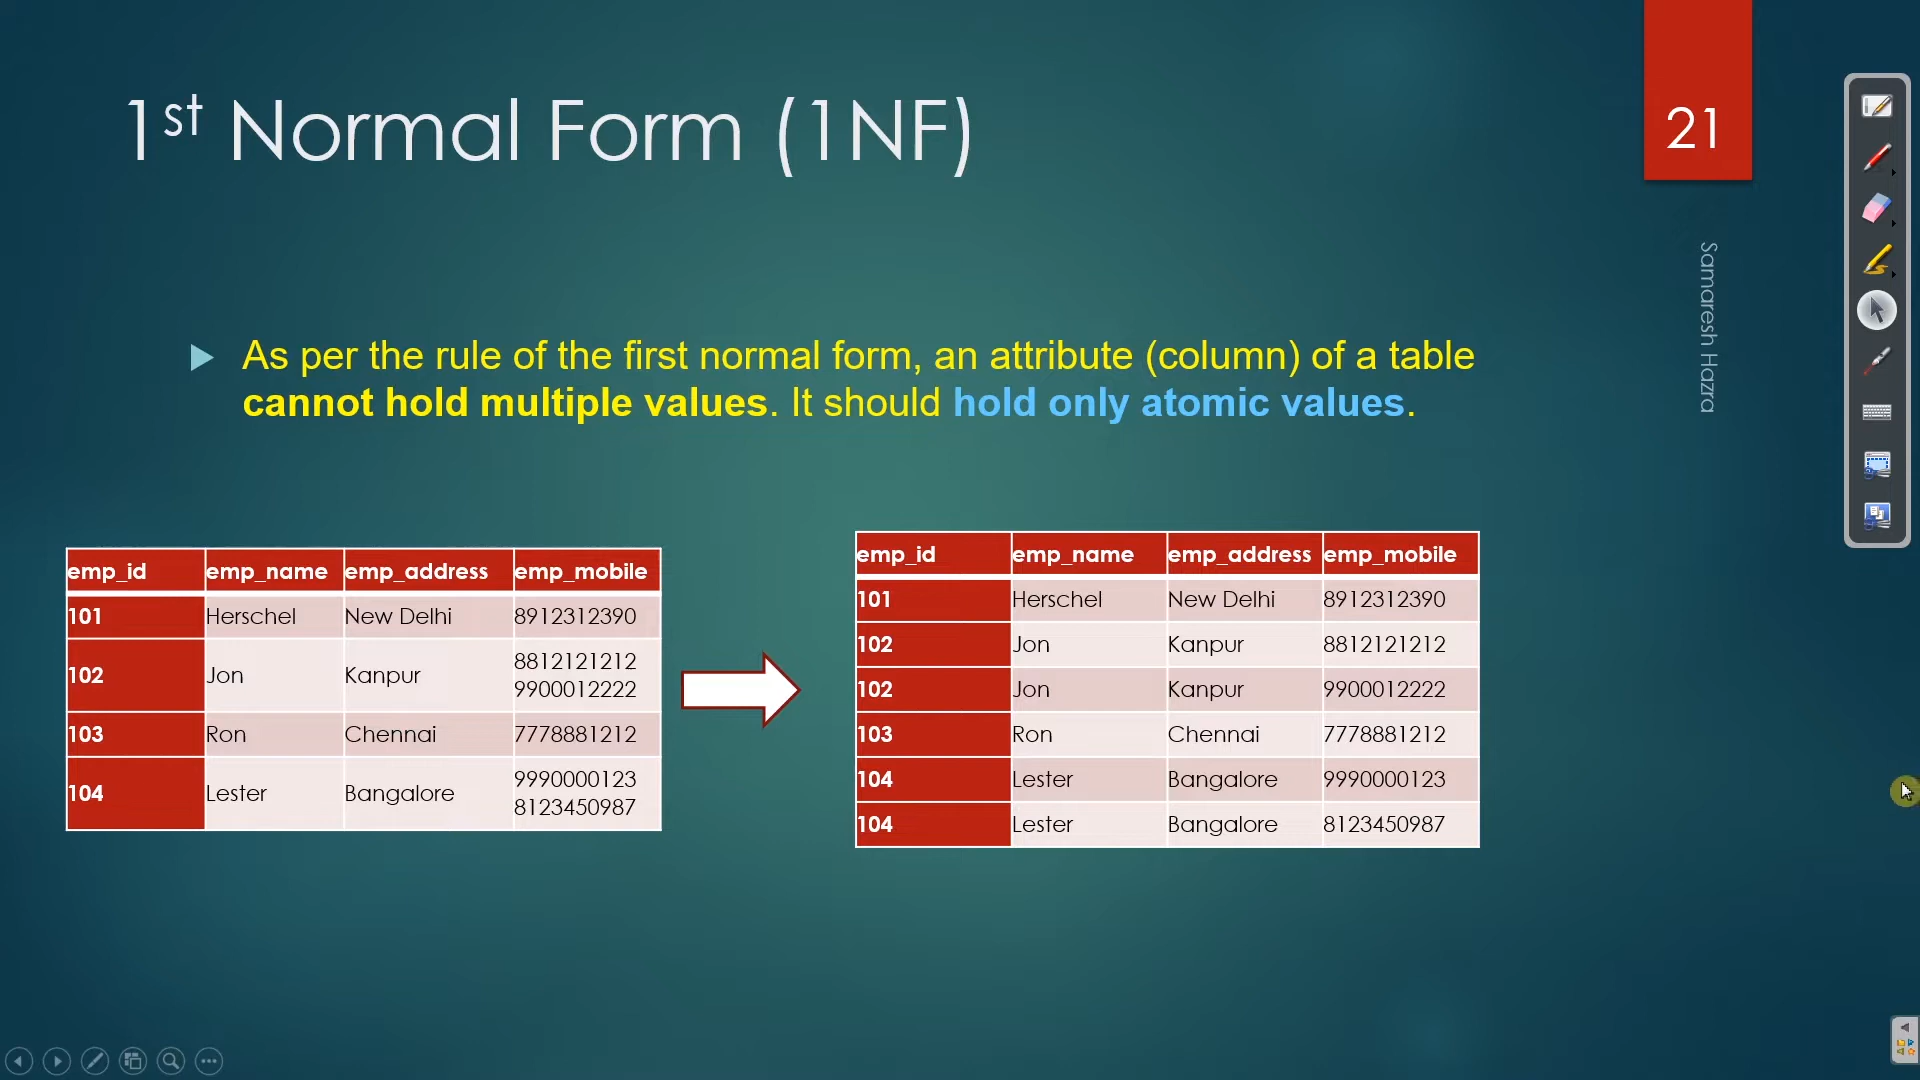 1st Normal Form (1NF)
21
Samaresh Hazra
As per the rule of the first normal form, an attribute (column) of a table
cannot hold multiple values. It should hold only atomic values.
emp_id emp_name emp_address emp_mobile
101 Herschel New Delhi 8912312390
102 Jon Kanpur 8812121212
9900012222
103 Ron Chennai 7778881212
104 Lester Bangalore 9990000123
8123450987
emp_id emp_name emp_address emp_mobile
101 Herschel New Delhi 8912312390
102 Jon Kanpur 8812121212
102 Jon Kanpur 9900012222
103 Ron Chennai 7778881212
104 Lester Bangalore 9990000123
104 Lester Bangalore 8123450987